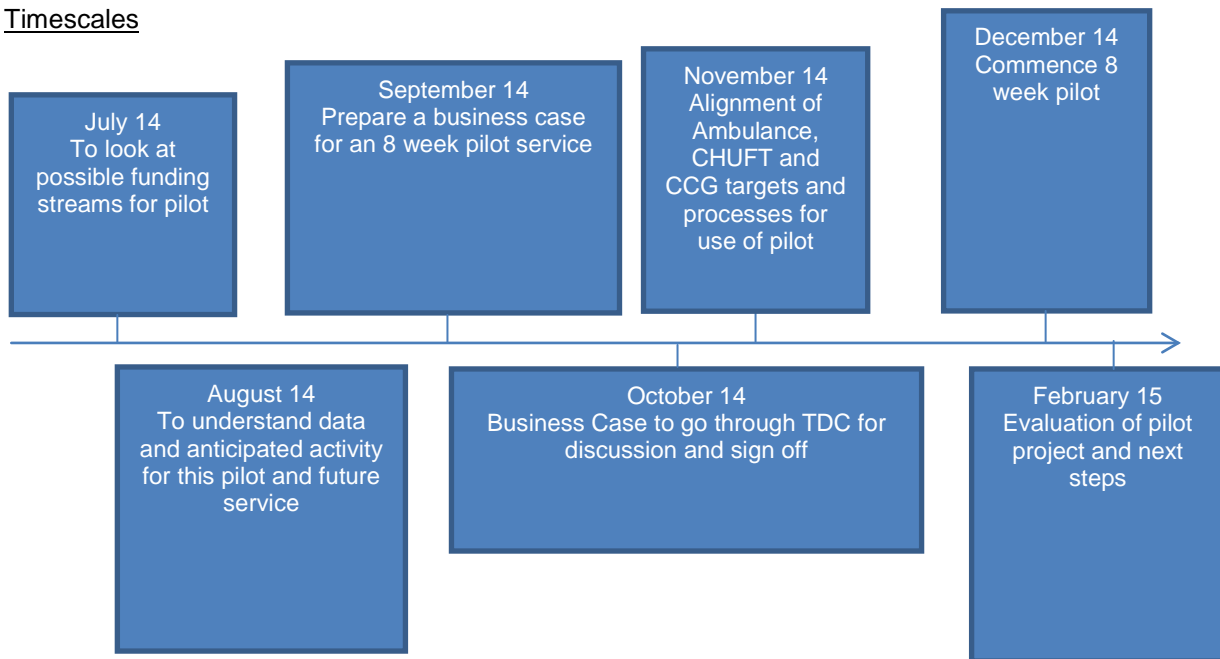 Timescales
July 14
To look at
possible funding
streams for pilot
August 14
To understand data
and anticipated activity
for this pilot and future
service
September 14
Prepare a business case
for an 8 week pilot service
October 14
Business Case to go through TDC for
discussion and sign off
November 14
Alignment of
Ambulance,
CHUFT and
CCG targets and
processes for
use of pilot
December 14
Commence 8
week pilot
February 15
Evaluation of pilot
project and next
steps